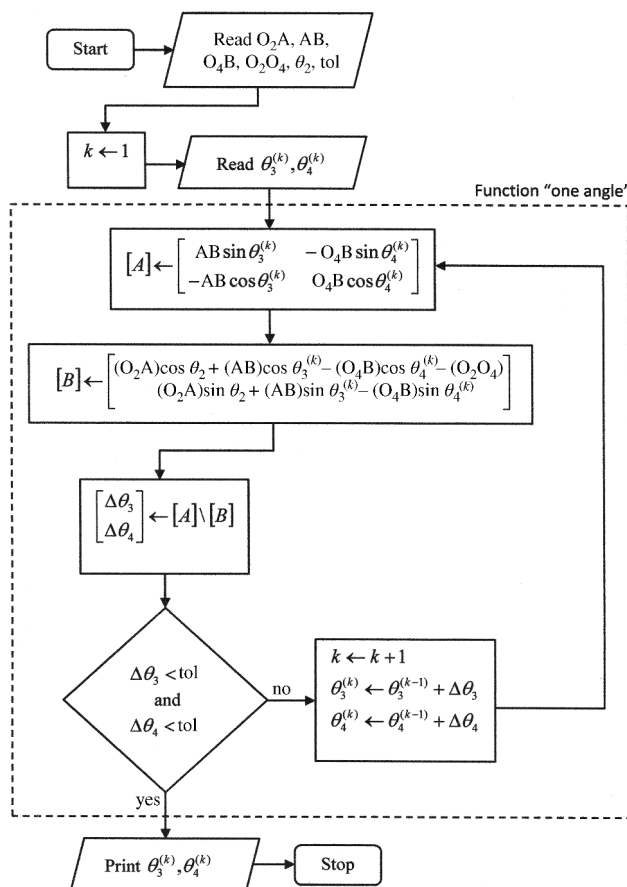 Start
Read O₂A, AB,
O₄B, O₂O₄, θ₂, tol
k ← 1
Read θ₃⁽ᵏ⁾, θ₄⁽ᵏ⁾
Function “one angle”
[A] ← [ AB sin θ₃⁽ᵏ⁾ − O₄B sin θ₄⁽ᵏ⁾
−AB cos θ₃⁽ᵏ⁾ O₄B cos θ₄⁽ᵏ⁾ ]
[B] ← [ (O₂A)cos θ₂ + (AB)cos θ₃⁽ᵏ⁾ – (O₄B)cos θ₄⁽ᵏ⁾ – (O₂O₄)
(O₂A)sin θ₂ + (AB)sin θ₃⁽ᵏ⁾ – (O₄B)sin θ₄⁽ᵏ⁾ ]
[ Δθ₃
Δθ₄ ] ← [A] \ [B]
Δθ₃ < tol
and
Δθ₄ < tol
no
k ← k + 1
θ₃⁽ᵏ⁾ ← θ₃⁽ᵏ⁻¹⁾ + Δθ₃
θ₄⁽ᵏ⁾ ← θ₄⁽ᵏ⁻¹⁾ + Δθ₄
yes
Print θ₃⁽ᵏ⁾, θ₄⁽ᵏ⁾
Stop